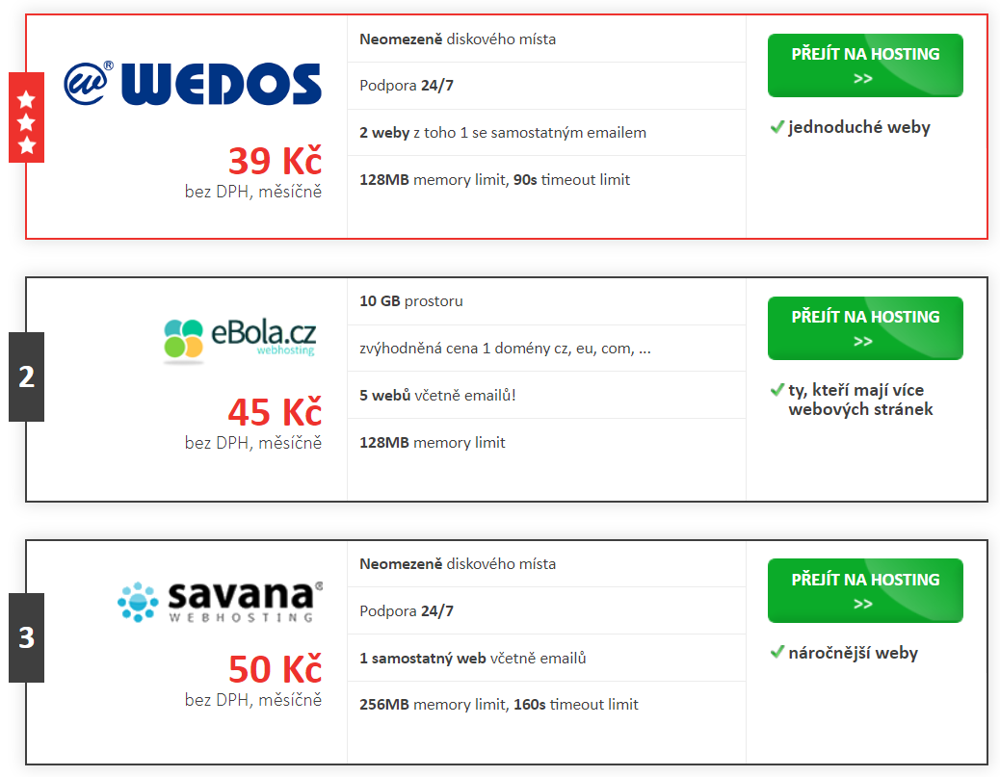 WEDOS®
39 Kč
bez DPH, měsíčně
Neomezeně diskového místa
Podpora 24/7
2 weby z toho 1 se samostatným emailem
128MB memory limit, 90s timeout limit
PŘEJÍT NA HOSTING
>>
jednoduché weby
2
eBola.cz
webhosting
45 Kč
bez DPH, měsíčně
10 GB prostoru
zvýhodněná cena 1 domény cz, eu, com, ...
5 webů včetně emailů!
128MB memory limit
PŘEJÍT NA HOSTING
>>
ty, kteří mají více
webových stránek
3
savana®
WEBHOSTING
50 Kč
bez DPH, měsíčně
Neomezeně diskového místa
Podpora 24/7
1 samostatný web včetně emailů
256MB memory limit, 160s timeout limit
PŘEJÍT NA HOSTING
>>
náročnější weby